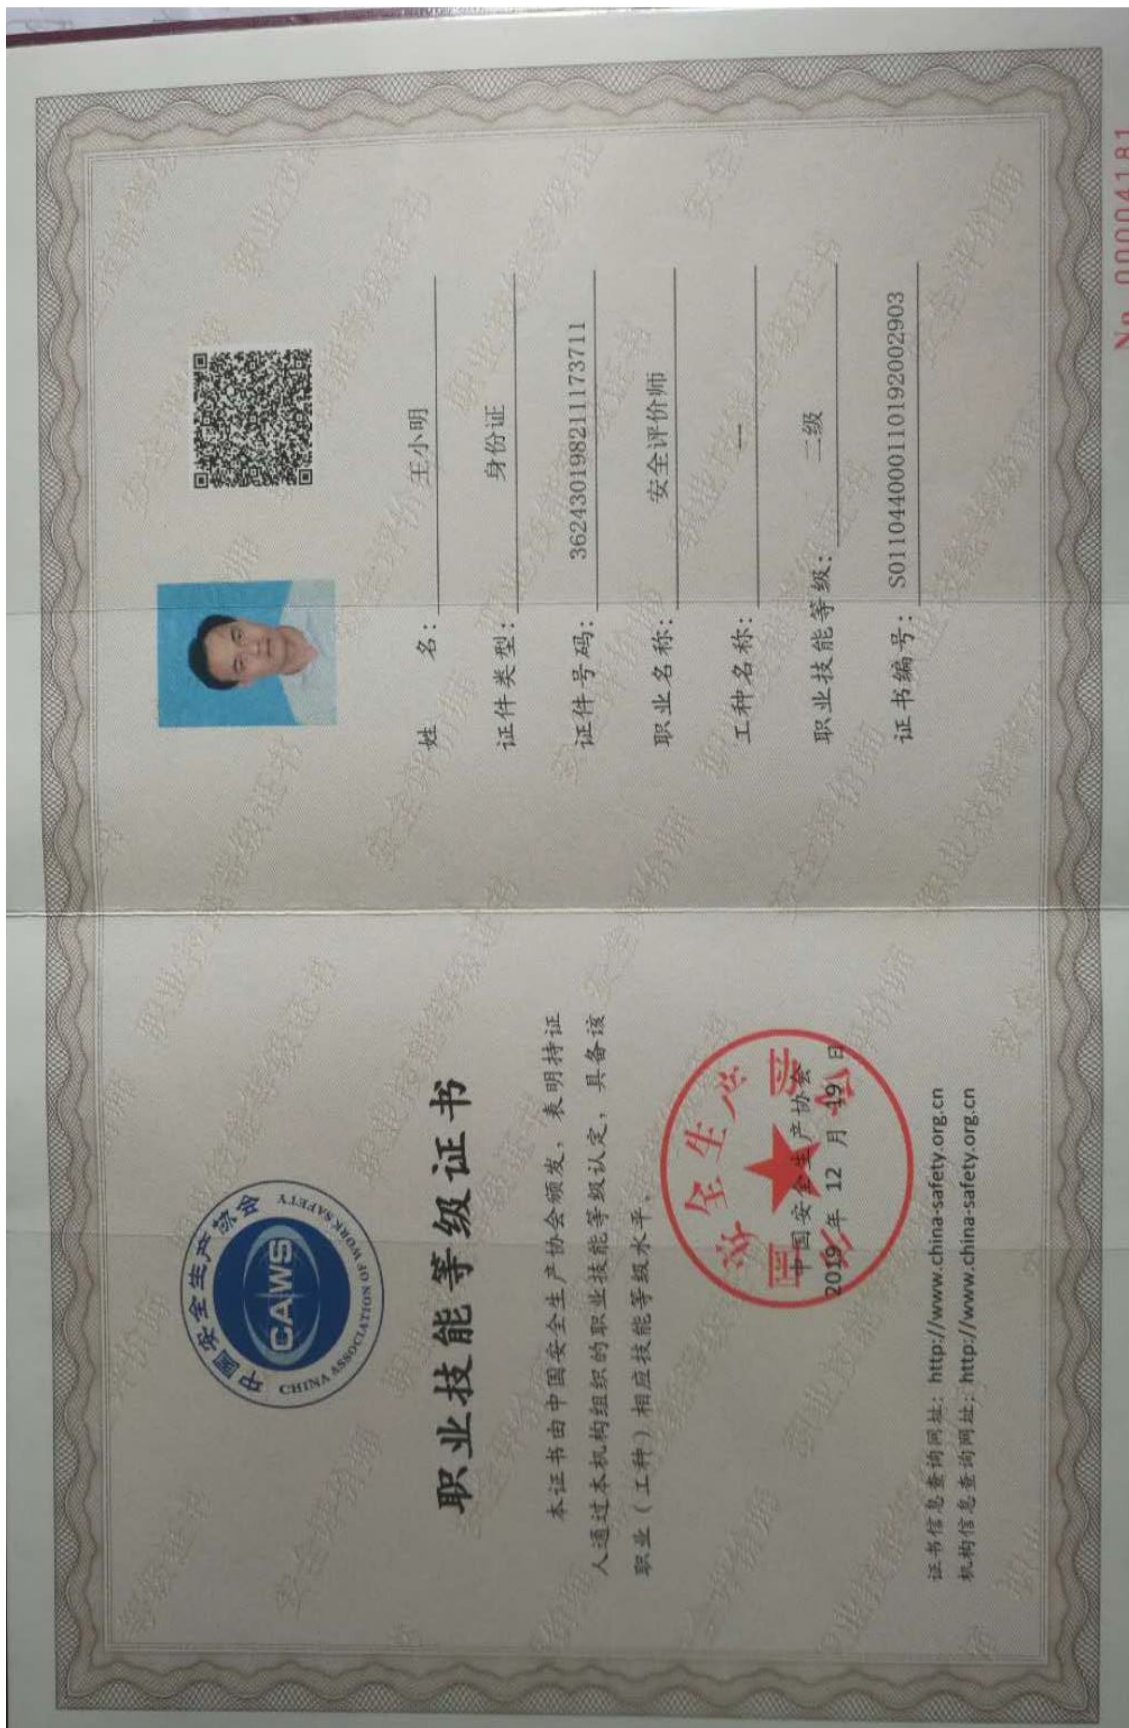 中国安全生产协会
CAWS
CHINA ASSOCIATION OF WORK SAFETY
职业技能等级证书
本证书由中国安全生产协会颁发，表明持证
人通过本机构组织的职业技能等级认定，具备该
职业（工种）相应技能等级水平。
中国安全生产协会
2019 年 12 月 19 日
证书信息查询网址：http://www.china-safety.org.cn
机构信息查询网址：http://www.china-safety.org.cn
姓 名： 王小明
证件类型： 身份证
证件号码： 362430198211173711
职业名称： 安全评价师
工种名称： —
职业技能等级： 二级
证书编号： S011044000110192002903
No. 00004181